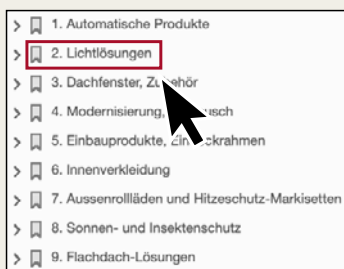 1. Automatische Produkte
2. Lichtlösungen
3. Dachfenster, Zubehör
4. Modernisierung,
5. Einbauprodukte,
6. Innenverkleidung
7. Aussenrollläden und Hitzeschutz-Markisetten
8. Sonnen- und Insektenschutz
9. Flachdach-Lösungen